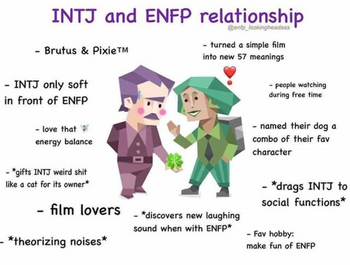 INTJ and ENFP relationship
@enfp_lookingheadass
- Brutus & Pixie™
- turned a simple film
into new 57 meanings
- INTJ only soft
in front of ENFP
- people watching
during free time
- love that 🧚
energy balance
- named their dog a
combo of their fav
character
- *gifts INTJ weird shit
like a cat for its owner*
- *drags INTJ to
social functions*
- film lovers
- *discovers new laughing
sound when with ENFP*
- *theorizing noises*
- Fav hobby:
make fun of ENFP